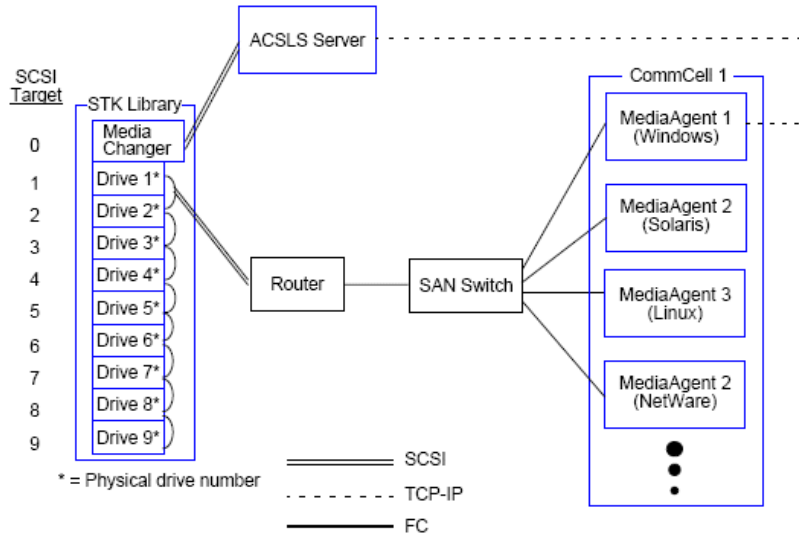 ACSLS Server
SCSI
Target
STK Library
CommCell 1
0
Media
Changer
MediaAgent 1
(Windows)
1
Drive 1*
2
Drive 2*
MediaAgent 2
(Solaris)
3
Drive 3*
4
Drive 4*
Router
SAN Switch
MediaAgent 3
(Linux)
5
Drive 5*
6
Drive 6*
7
Drive 7*
MediaAgent 2
(NetWare)
8
Drive 8*
9
Drive 9*
* = Physical drive number
SCSI
TCP-IP
FC